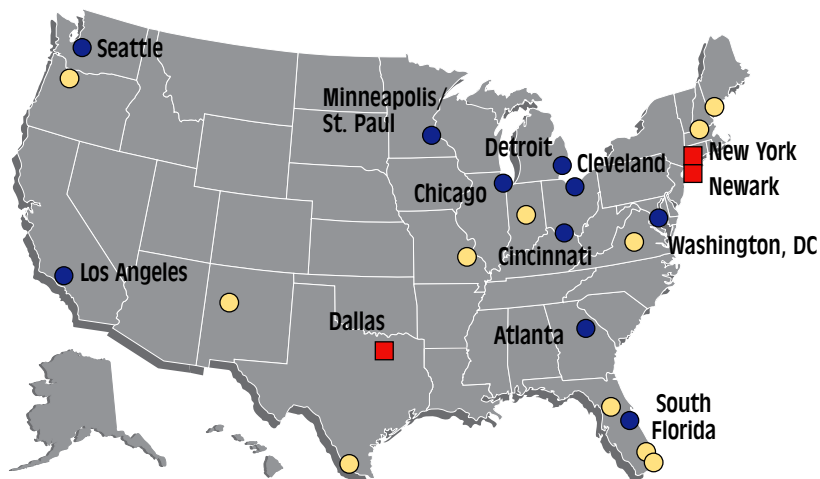 Seattle
Minneapolis/
St. Paul
Detroit
Cleveland
New York
Newark
Chicago
Cincinnati
Washington, DC
Los Angeles
Dallas
Atlanta
South
Florida